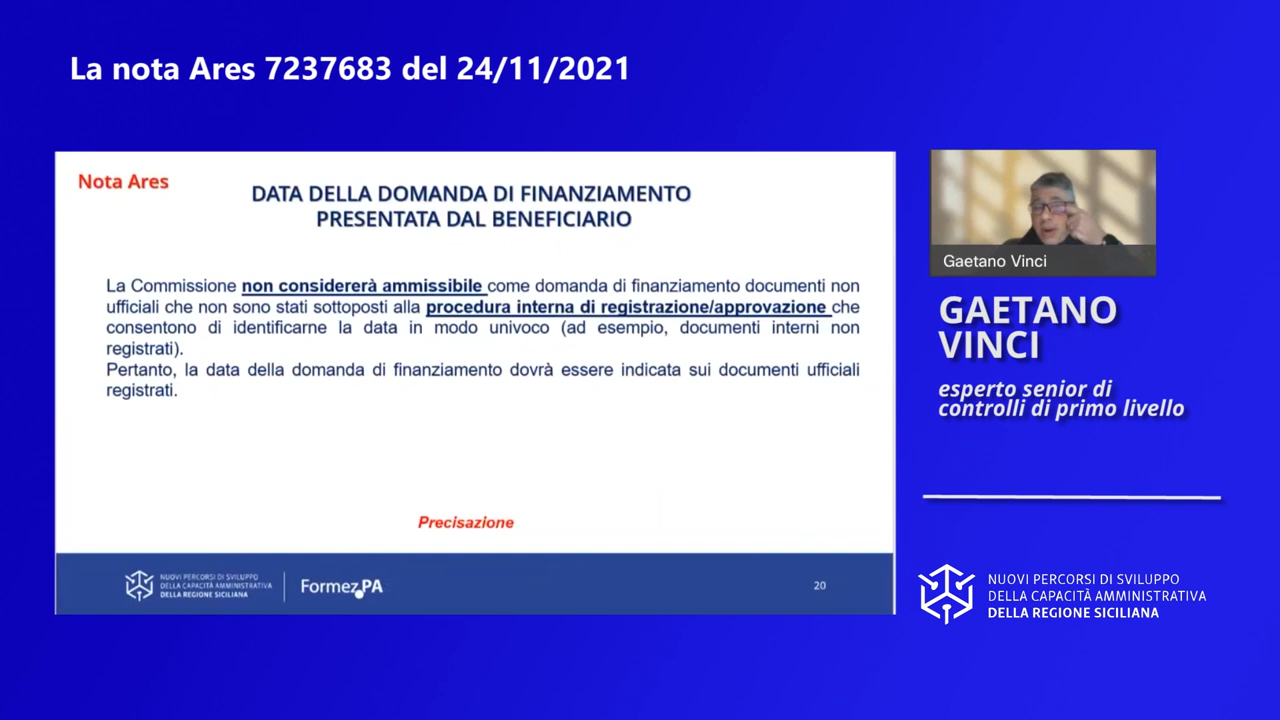 La nota Ares 7237683 del 24/11/2021
Nota Ares
DATA DELLA DOMANDA DI FINANZIAMENTO
PRESENTATA DAL BENEFICIARIO
La Commissione non considererà ammissibile come domanda di finanziamento documenti non
ufficiali che non sono stati sottoposti alla procedura interna di registrazione/approvazione che
consentono di identificarne la data in modo univoco (ad esempio, documenti interni non
registrati).
Pertanto, la data della domanda di finanziamento dovrà essere indicata sui documenti ufficiali
registrati.
Precisazione
NUOVI PERCORSI DI SVILUPPO
DELLA CAPACITÀ AMMINISTRATIVA
DELLA REGIONE SICILIANA
Formez PA
20
Gaetano Vinci
GAETANO
VINCI
esperto senior di
controlli di primo livello
NUOVI PERCORSI DI SVILUPPO
DELLA CAPACITÀ AMMINISTRATIVA
DELLA REGIONE SICILIANA